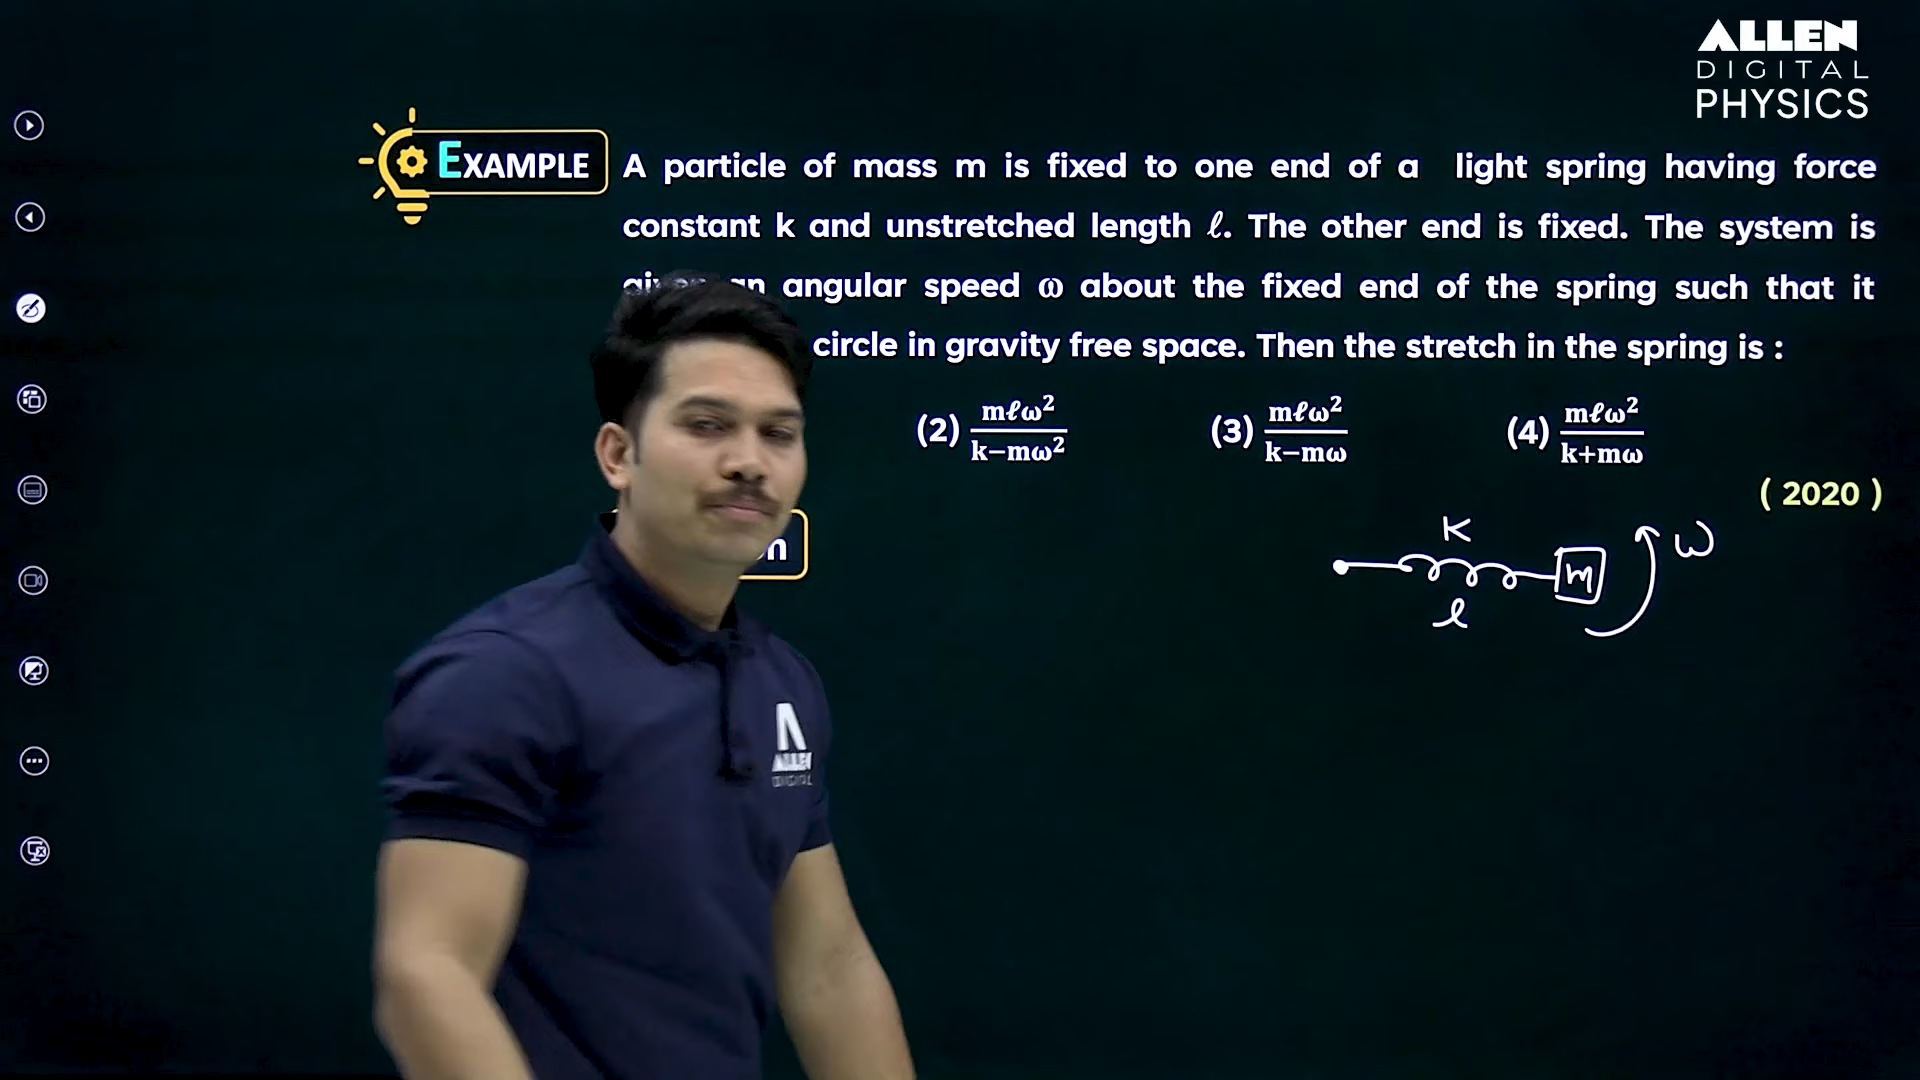 ALLEN
DIGITAL
PHYSICS
EXAMPLE
A particle of mass m is fixed to one end of a light spring having force
constant k and unstretched length ℓ. The other end is fixed. The system is
an angular speed ω about the fixed end of the spring such that it
circle in gravity free space. Then the stretch in the spring is :
(2) mℓω²/k−mω² (3) mℓω²/k−mω (4) mℓω²/k+mω
( 2020 )
K
ω
m
ℓ
n
ALLEN
DIGITAL